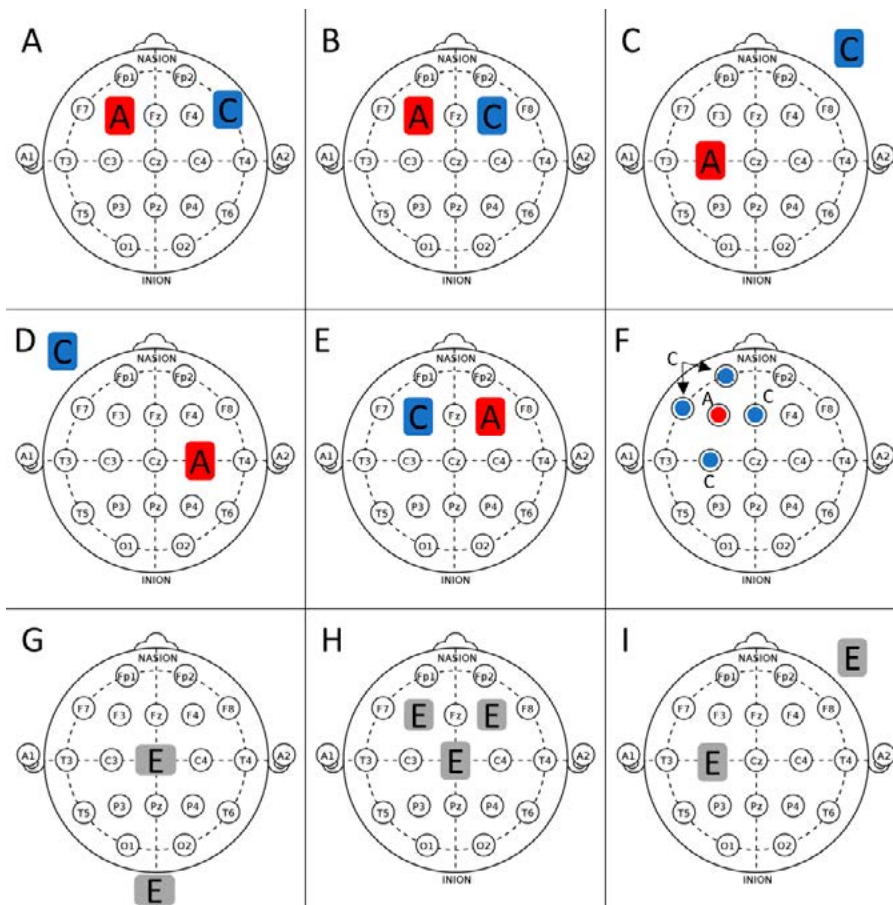 A
NASION
Fp1 Fp2
F7 A Fz F4 C
A1 T3 C3 Cz C4 T4 A2
T5 P3 Pz P4 T6
O1 O2
INION
B
NASION
Fp1 Fp2
F7 A Fz C F8
A1 T3 C3 Cz C4 T4 A2
T5 P3 Pz P4 T6
O1 O2
INION
C C
NASION
Fp1 Fp2
F7 F3 Fz F4 F8
A1 T3 A Cz C4 T4 A2
T5 P3 Pz P4 T6
O1 O2
INION
D C
NASION
Fp1 Fp2
F7 F3 Fz F4 F8
A1 T3 C3 Cz A T4 A2
T5 P3 Pz P4 T6
O1 O2
INION
E
NASION
Fp1 Fp2
F7 C Fz A F8
A1 T3 C3 Cz C4 T4 A2
T5 P3 Pz P4 T6
O1 O2
INION
F
NASION
C Fp2
A C
F4 F8
A1 T3 Cz C4 T4 A2
C
T5 P3 Pz P4 T6
O1 O2
INION
G
NASION
Fp1 Fp2
F7 F3 Fz F4 F8
A1 T3 C3 E C4 T4 A2
T5 P3 Pz P4 T6
O1 O2
E
H
NASION
Fp1 Fp2
F7 E Fz E F8
A1 T3 C3 E C4 T4 A2
T5 P3 Pz P4 T6
O1 O2
INION
I E
NASION
Fp1 Fp2
F7 F3 Fz F4 F8
A1 T3 E Cz C4 T4 A2
T5 P3 Pz P4 T6
O1 O2
INION